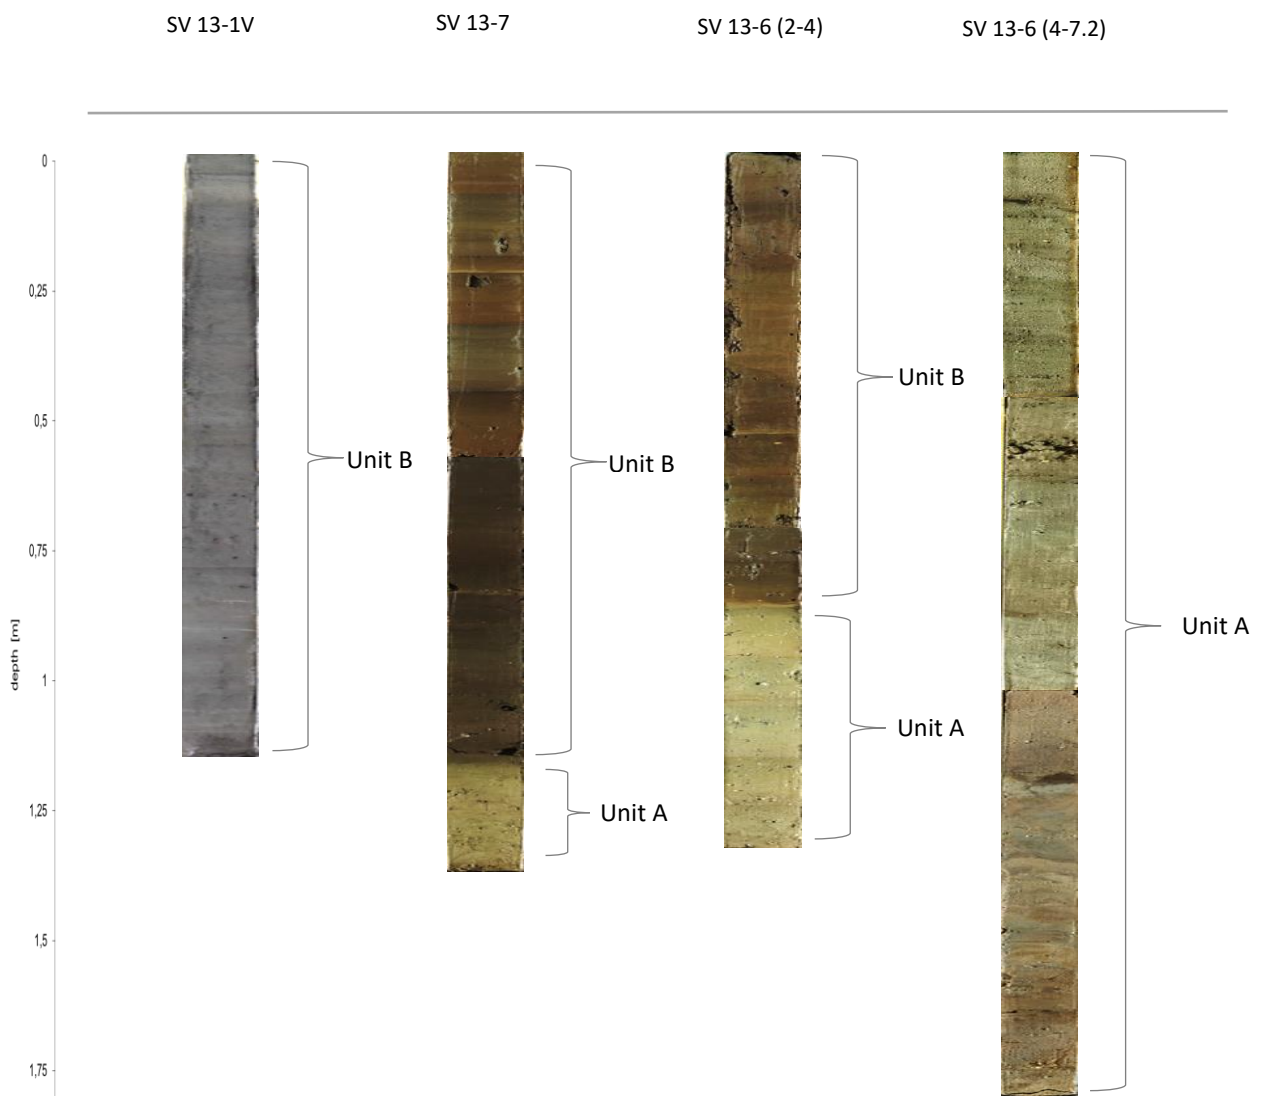 SV 13-1V
SV 13-7
SV 13-6 (2-4)
SV 13-6 (4-7.2)
0
0,25
0,5
0,75
1
1,25
1,5
1,75
depth [m]
Unit B
Unit B
Unit A
Unit B
Unit A
Unit A